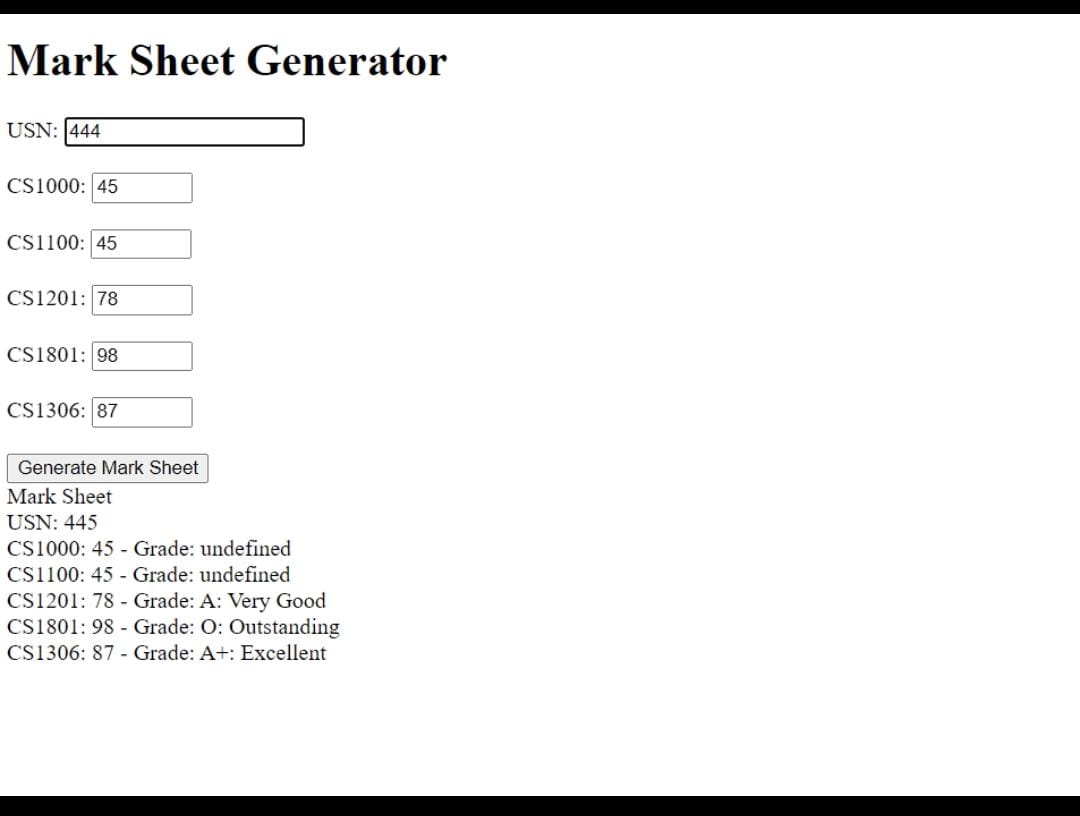 Mark Sheet Generator
USN: 444
CS1000: 45
CS1100: 45
CS1201: 78
CS1801: 98
CS1306: 87
Generate Mark Sheet
Mark Sheet
USN: 445
CS1000: 45 - Grade: undefined
CS1100: 45 - Grade: undefined
CS1201: 78 - Grade: A: Very Good
CS1801: 98 - Grade: O: Outstanding
CS1306: 87 - Grade: A+: Excellent